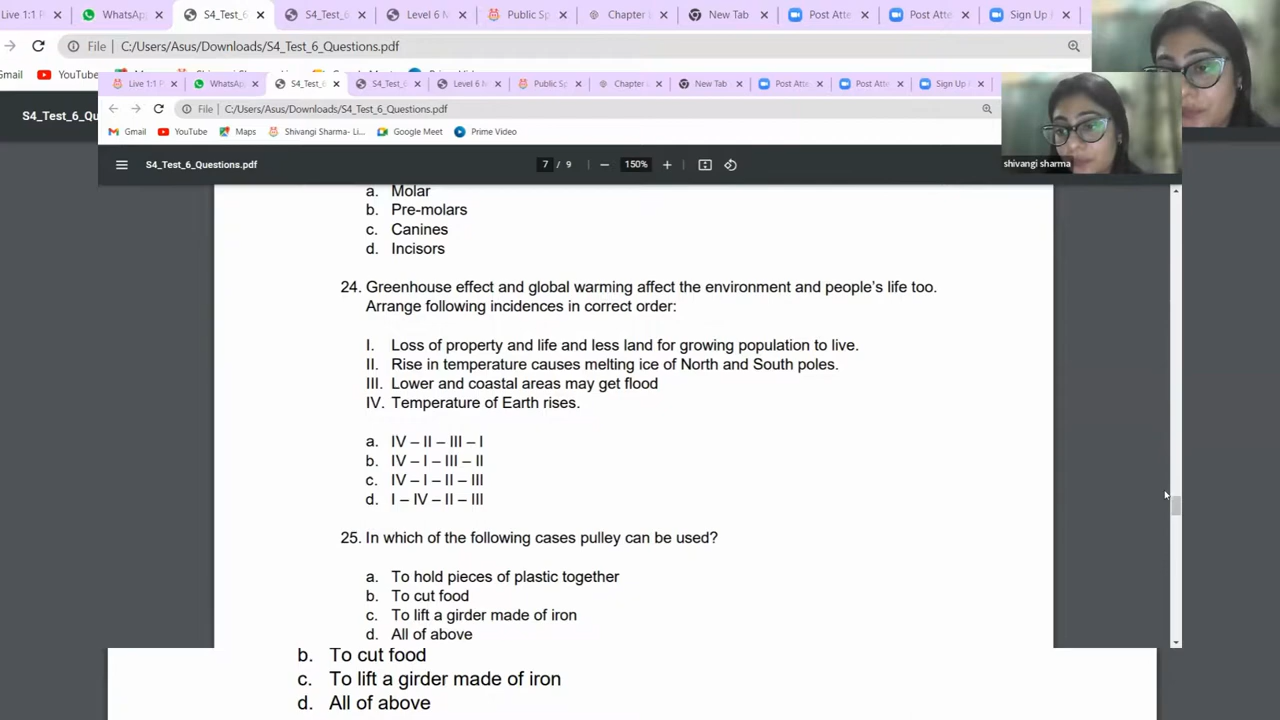 WhatsApp
S4_Test_6
S4_Test_6
Level 6 M
Public Sp
Chapter
New Tab
Post Atte
Post Atte
Sign Up
File C:/Users/Asus/Downloads/S4_Test_6_Questions.pdf
Gmail YouTube
S4_Test_6_Qu
Live 1:1 F
WhatsApp
S4_Test_6
S4_Test_6
Level 6 M
Public Sp
Chapter
New Tab
Post Atte
Post Atte
Sign Up
File C:/Users/Asus/Downloads/S4_Test_6_Questions.pdf
Gmail YouTube Maps Shivangi Sharma- Li... Google Meet Prime Video
S4_Test_6_Questions.pdf 7 / 9 150%
shivangi sharma
a. Molar
b. Pre-molars
c. Canines
d. Incisors
24. Greenhouse effect and global warming affect the environment and people's life too.
Arrange following incidences in correct order:
I. Loss of property and life and less land for growing population to live.
II. Rise in temperature causes melting ice of North and South poles.
III. Lower and coastal areas may get flood
IV. Temperature of Earth rises.
a. IV – II – III – I
b. IV – I – III – II
c. IV – I – II – III
d. I – IV – II – III
25. In which of the following cases pulley can be used?
a. To hold pieces of plastic together
b. To cut food
c. To lift a girder made of iron
d. All of above
b. To cut food
c. To lift a girder made of iron
d. All of above